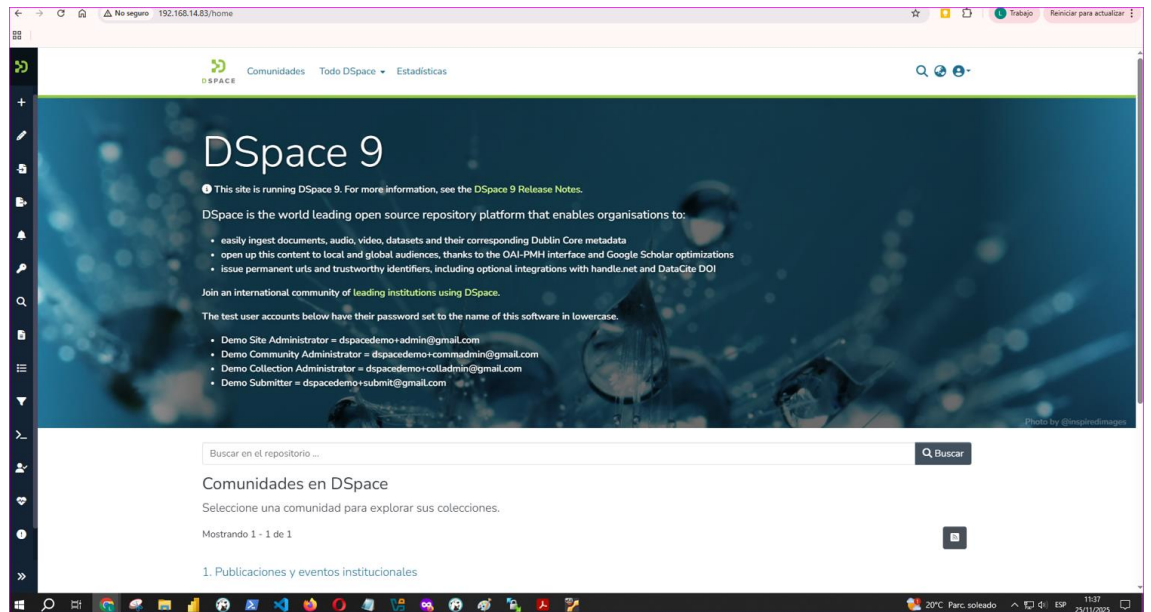 No seguro 192.168.14.83/home
L Trabajo
Reiniciar para actualizar
DSPACE
Comunidades Todo DSpace Estadísticas
DSpace 9
This site is running DSpace 9. For more information, see the DSpace 9 Release Notes.
DSpace is the world leading open source repository platform that enables organisations to:
easily ingest documents, audio, video, datasets and their corresponding Dublin Core metadata
open up this content to local and global audiences, thanks to the OAI-PMH interface and Google Scholar optimizations
issue permanent urls and trustworthy identifiers, including optional integrations with handle.net and DataCite DOI
Join an international community of leading institutions using DSpace.
The test user accounts below have their password set to the name of this software in lowercase.
Demo Site Administrator = dspacedemo+admin@gmail.com
Demo Community Administrator = dspacedemo+commadmin@gmail.com
Demo Collection Administrator = dspacedemo+colladmin@gmail.com
Demo Submitter = dspacedemo+submit@gmail.com
Photo by @inspiredimages
Buscar en el repositorio ...
Buscar
Comunidades en DSpace
Seleccione una comunidad para explorar sus colecciones.
Mostrando 1 - 1 de 1
1. Publicaciones y eventos institucionales
20°C Parc. soleado
ESP
11:37
25/11/2025